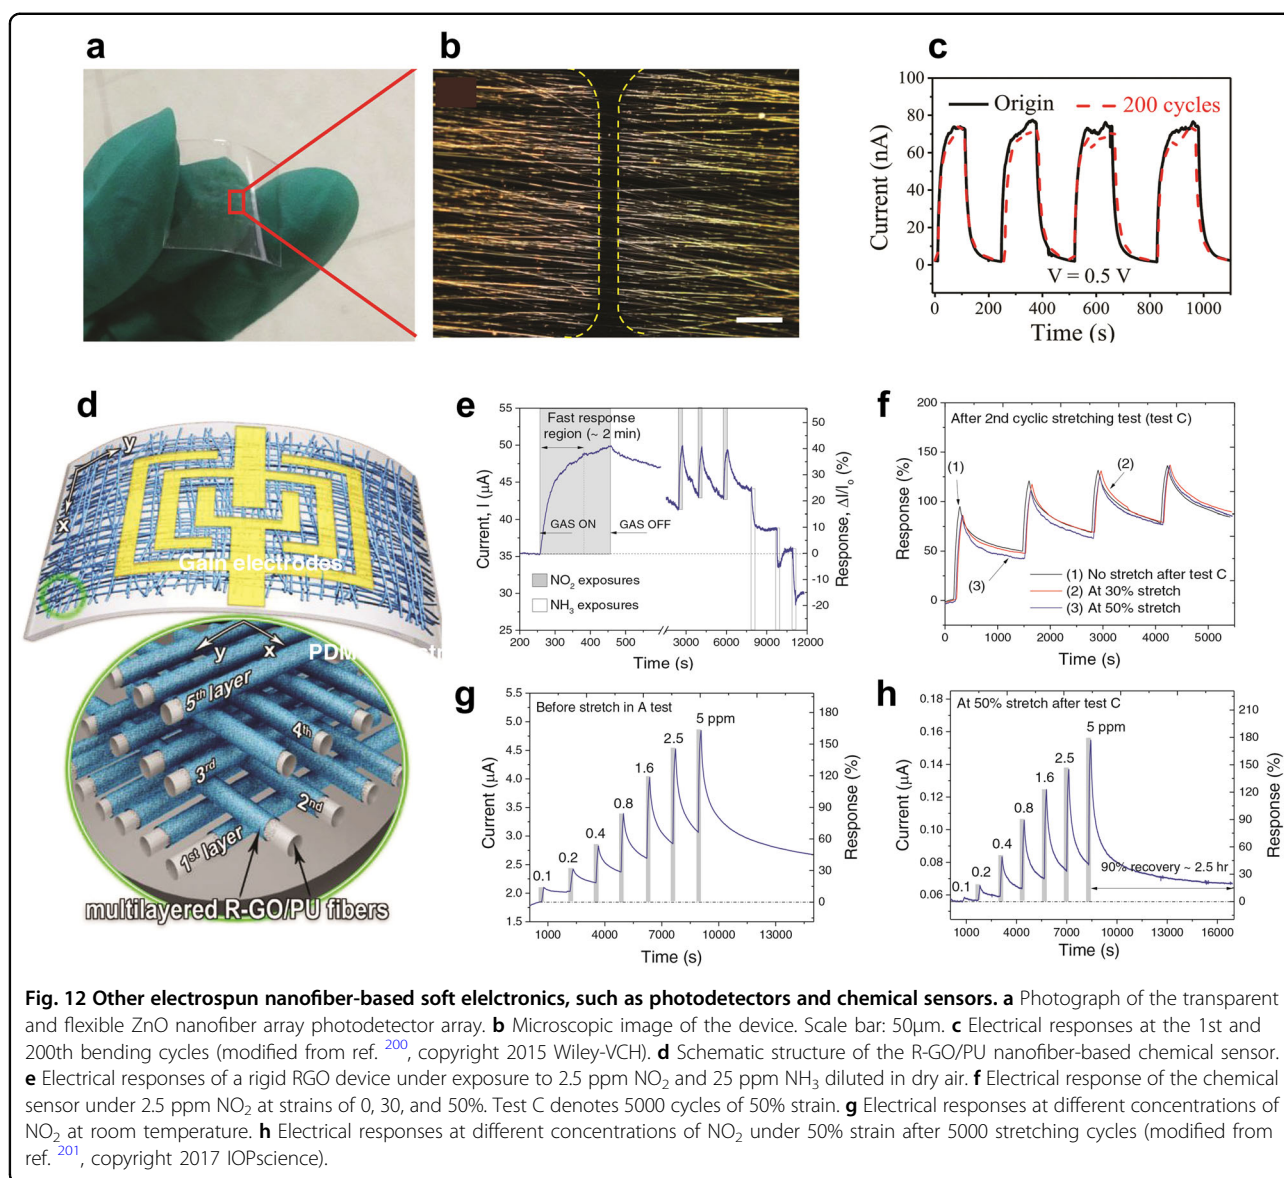 a
b
c
100
80
60
40
20
0
Current (nA)
Origin
200 cycles
V = 0.5 V
0 200 400 600 800 1000
Time (s)
d
y
x
Gain electrodes
y
x
5th layer
4th
3rd
2nd
1st layer
multilayered R-GO/PU fibers
e
Fast response
region (~ 2 min)
GAS ON
GAS OFF
NO2 exposures
NH3 exposures
55
50
45
40
35
30
25
Current, I (µA)
50
40
30
20
10
0
-10
-20
Response, ΔI/Io (%)
200 300 400 500 3000 6000 9000 12000
Time (s)
f
After 2nd cyclic stretching test (test C)
(1)
(2)
(3)
(1) No stretch after test C
(2) At 30% stretch
(3) At 50% stretch
200
150
100
50
0
Response (%)
0 1000 2000 3000 4000 5000
Time (s)
g
Before stretch in A test
0.1
0.2
0.4
0.8
1.6
2.5
5 ppm
5.5
5.0
4.5
4.0
3.5
3.0
2.5
2.0
1.5
Current (µA)
180
150
120
90
60
30
0
Response (%)
1000 4000 7000 10000 13000
Time (s)
h
At 50% stretch after test C
0.1
0.2
0.4
0.8
1.6
2.5
5 ppm
90% recovery ~ 2.5 hr
0.18
0.16
0.14
0.12
0.10
0.08
0.06
Current (µA)
210
180
150
120
90
60
30
0
Response (%)
1000 4000 7000 10000 13000 16000
Time (s)
Fig. 12 Other electrospun nanofiber-based soft elelctronics, such as photodetectors and chemical sensors. a Photograph of the transparent
and flexible ZnO nanofiber array photodetector array. b Microscopic image of the device. Scale bar: 50µm. c Electrical responses at the 1st and
200th bending cycles (modified from ref. 200, copyright 2015 Wiley-VCH). d Schematic structure of the R-GO/PU nanofiber-based chemical sensor.
e Electrical responses of a rigid RGO device under exposure to 2.5 ppm NO2 and 25 ppm NH3 diluted in dry air. f Electrical response of the chemical
sensor under 2.5 ppm NO2 at strains of 0, 30, and 50%. Test C denotes 5000 cycles of 50% strain. g Electrical responses at different concentrations of
NO2 at room temperature. h Electrical responses at different concentrations of NO2 under 50% strain after 5000 stretching cycles (modified from
ref. 201, copyright 2017 IOPscience).